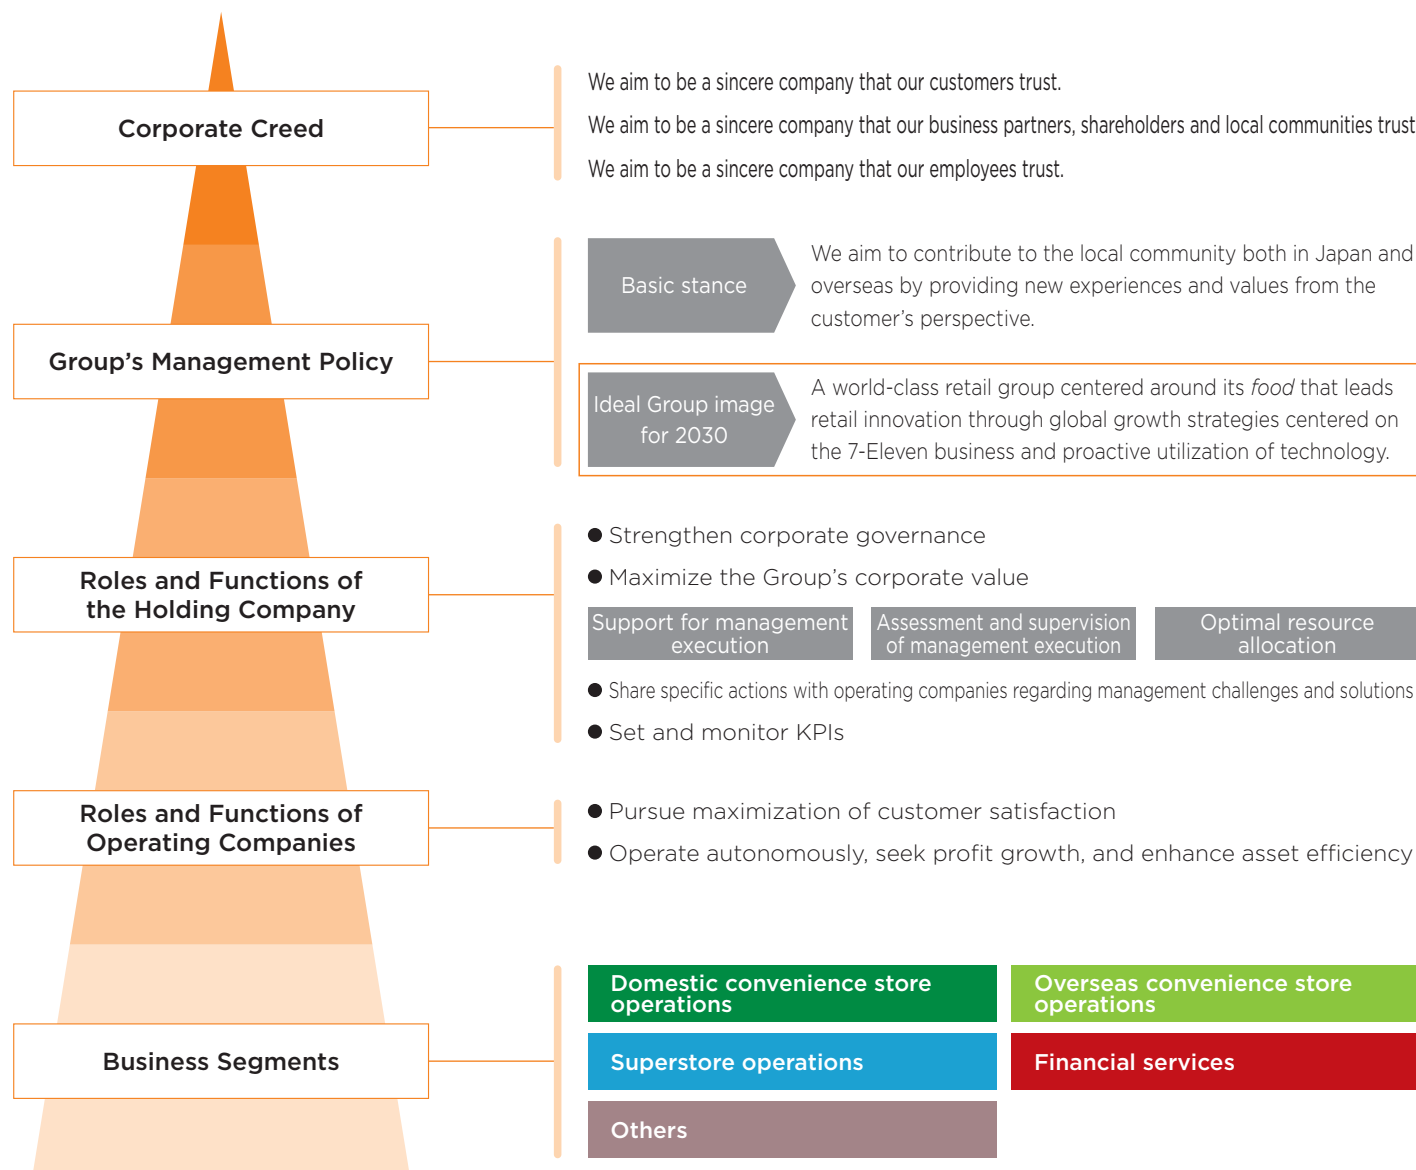 Corporate Creed
We aim to be a sincere company that our customers trust.
We aim to be a sincere company that our business partners, shareholders and local communities trust
We aim to be a sincere company that our employees trust.
Group’s Management Policy
Basic stance
We aim to contribute to the local community both in Japan and
overseas by providing new experiences and values from the
customer’s perspective.
Ideal Group image
for 2030
A world-class retail group centered around its food that leads
retail innovation through global growth strategies centered on
the 7-Eleven business and proactive utilization of technology.
Roles and Functions of
the Holding Company
● Strengthen corporate governance
● Maximize the Group’s corporate value
Support for management
execution
Assessment and supervision
of management execution
Optimal resource
allocation
● Share specific actions with operating companies regarding management challenges and solutions
● Set and monitor KPIs
Roles and Functions of
Operating Companies
● Pursue maximization of customer satisfaction
● Operate autonomously, seek profit growth, and enhance asset efficiency
Business Segments
Domestic convenience store
operations
Overseas convenience store
operations
Superstore operations
Financial services
Others